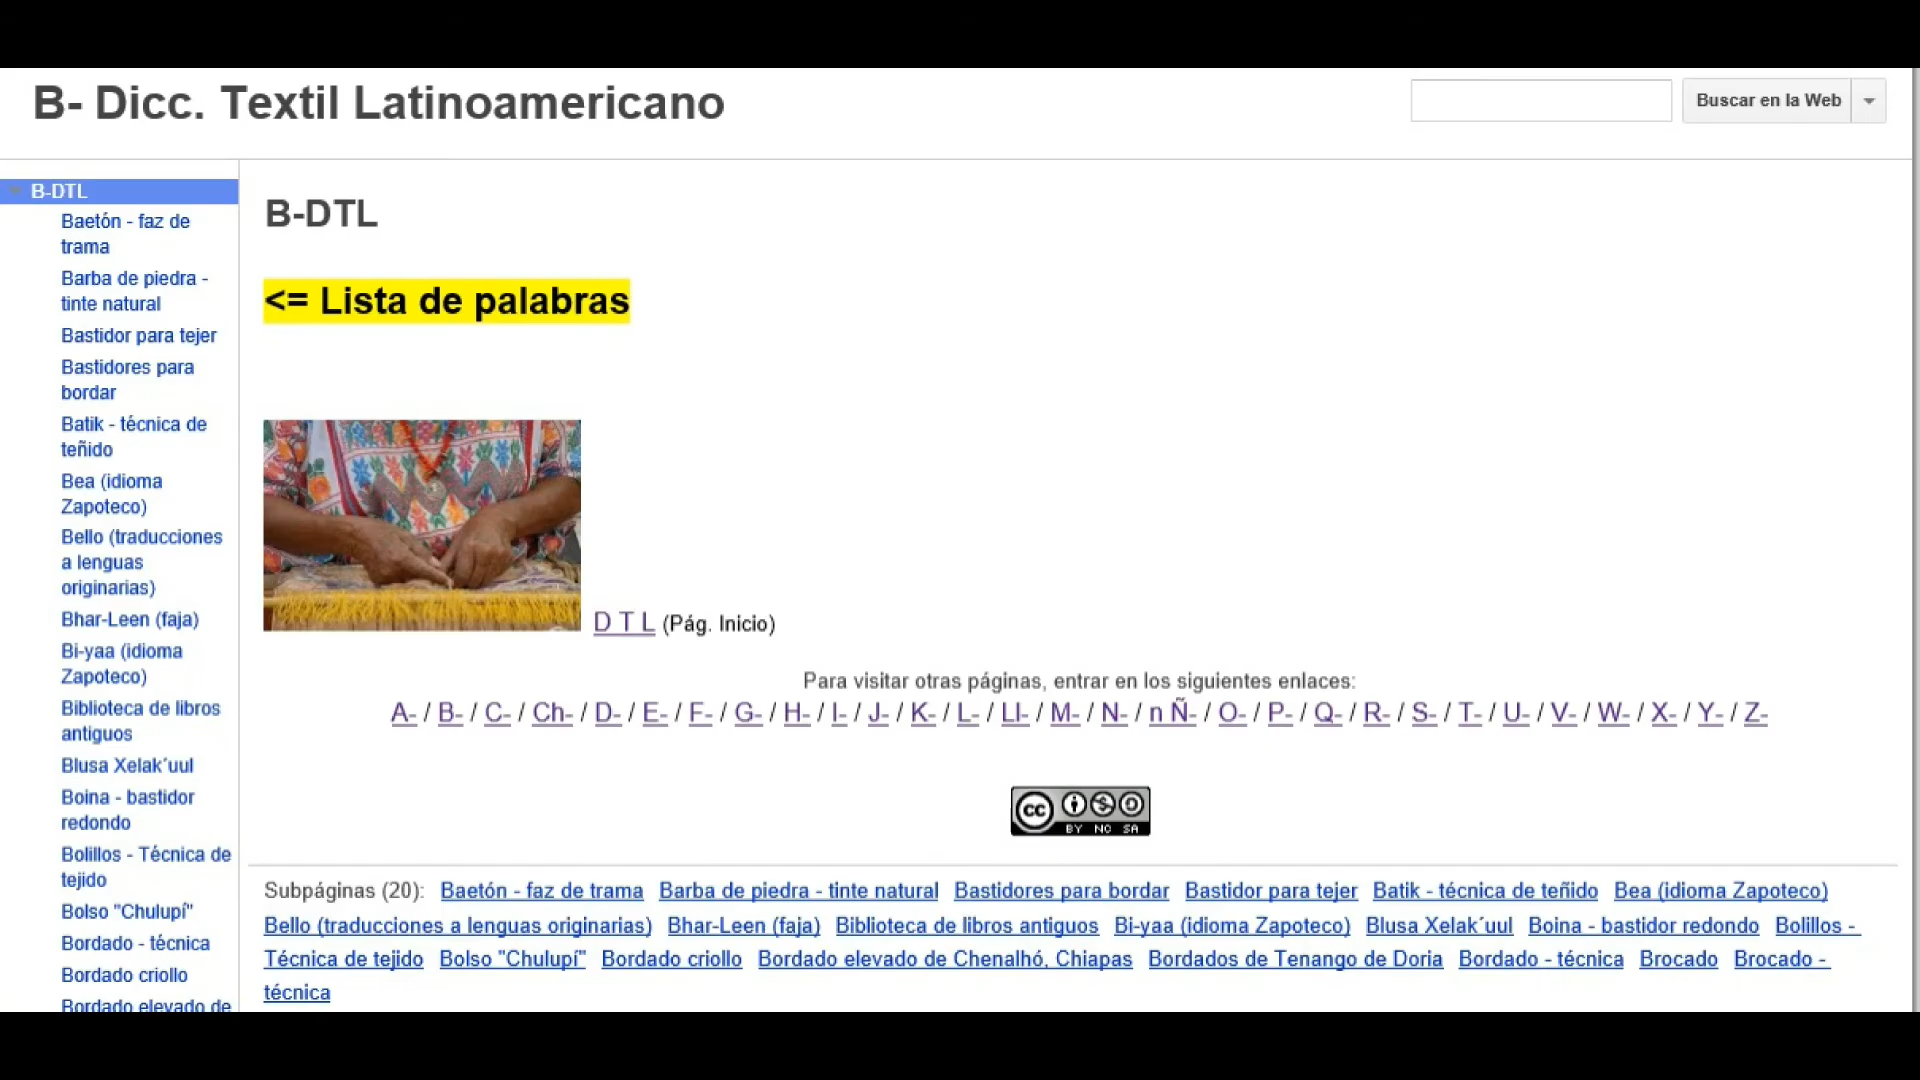 B- Dicc. Textil Latinoamericano
Buscar en la Web
B-DTL
Baetón - faz de
trama
Barba de piedra -
tinte natural
Bastidor para tejer
Bastidores para
bordar
Batik - técnica de
teñido
Bea (idioma
Zapoteco)
Bello (traducciones
a lenguas
originarias)
Bhar-Leen (faja)
Bi-yaa (idioma
Zapoteco)
Biblioteca de libros
antiguos
Blusa Xelak´uul
Boina - bastidor
redondo
Bolillos - Técnica de
tejido
Bolso "Chulupí"
Bordado - técnica
Bordado criollo
Bordado elevado de
B-DTL
<= Lista de palabras
D T L (Pág. Inicio)
Para visitar otras páginas, entrar en los siguientes enlaces:
A- / B- / C- / Ch- / D- / E- / F- / G- / H- / I- / J- / K- / L- / Ll- / M- / N- / n Ñ- / O- / P- / Q- / R- / S- / T- / U- / V- / W- / X- / Y- / Z-
cc BY NC SA
Subpáginas (20): Baetón - faz de trama Barba de piedra - tinte natural Bastidores para bordar Bastidor para tejer Batik - técnica de teñido Bea (idioma Zapoteco)
Bello (traducciones a lenguas originarias) Bhar-Leen (faja) Biblioteca de libros antiguos Bi-yaa (idioma Zapoteco) Blusa Xelak´uul Boina - bastidor redondo Bolillos -
Técnica de tejido Bolso "Chulupí" Bordado criollo Bordado elevado de Chenalhó, Chiapas Bordados de Tenango de Doria Bordado - técnica Brocado Brocado -
técnica